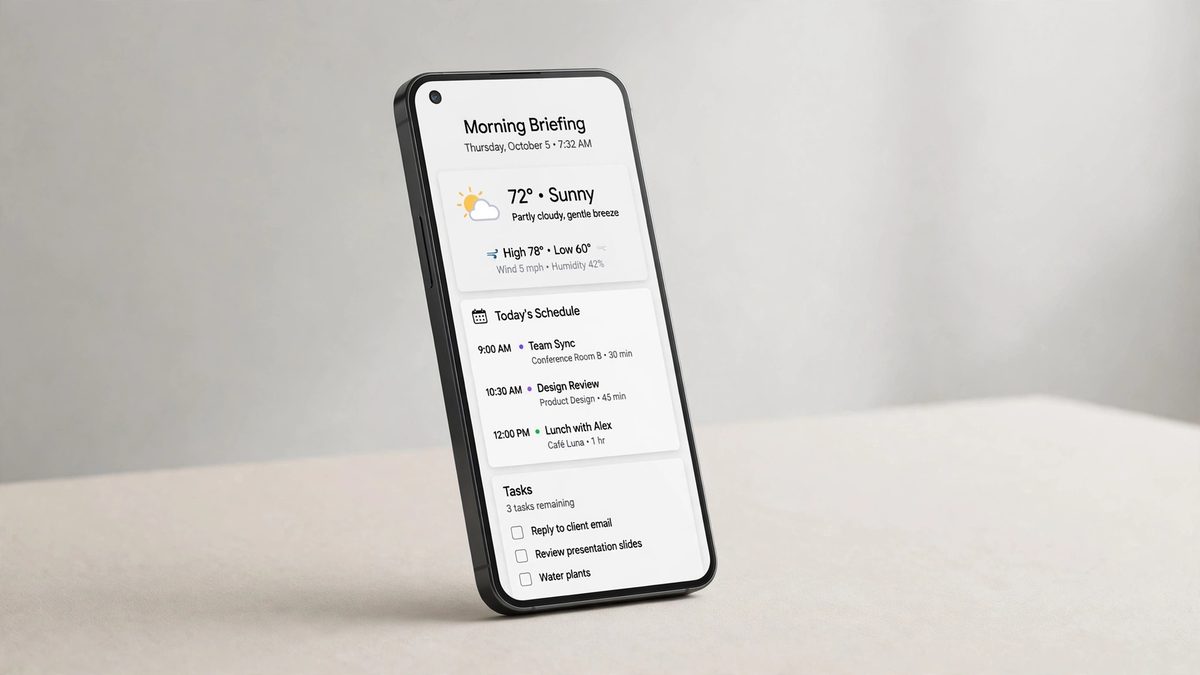 Morning Briefing
Thursday, October 5 • 7:32 AM
72° • Sunny
Partly cloudy, gentle breeze
High 78° • Low 60°
Wind 5 mph • Humidity 42%
Today's Schedule
9:00 AM • Team Sync
Conference Room B • 30 min
10:30 AM • Design Review
Product Design • 45 min
12:00 PM • Lunch with Alex
Café Luna • 1 hr
Tasks
3 tasks remaining
Reply to client email
Review presentation slides
Water plants